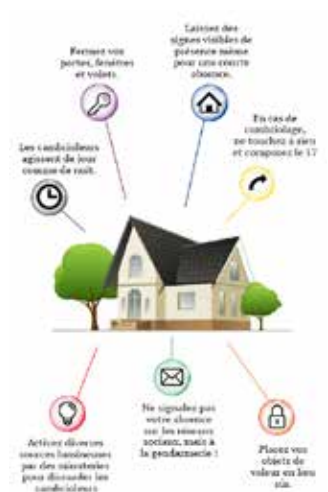 Fermez vos
portes, fenêtres
et volets.
Laissez des
signes visibles de
présence même
pour une courte
absence.
Les cambrioleurs
agissent de jour
comme de nuit.
En cas de
cambriolage,
ne touchez à rien
et composez le 17
Activez diverses
sources lumineuses
par des minuteries
pour dissuader les
cambrioleurs
Ne signalez pas
votre absence
sur les réseaux
sociaux, mais à
la gendarmerie !
Placez vos
objets de
valeur en lieu
sûr.